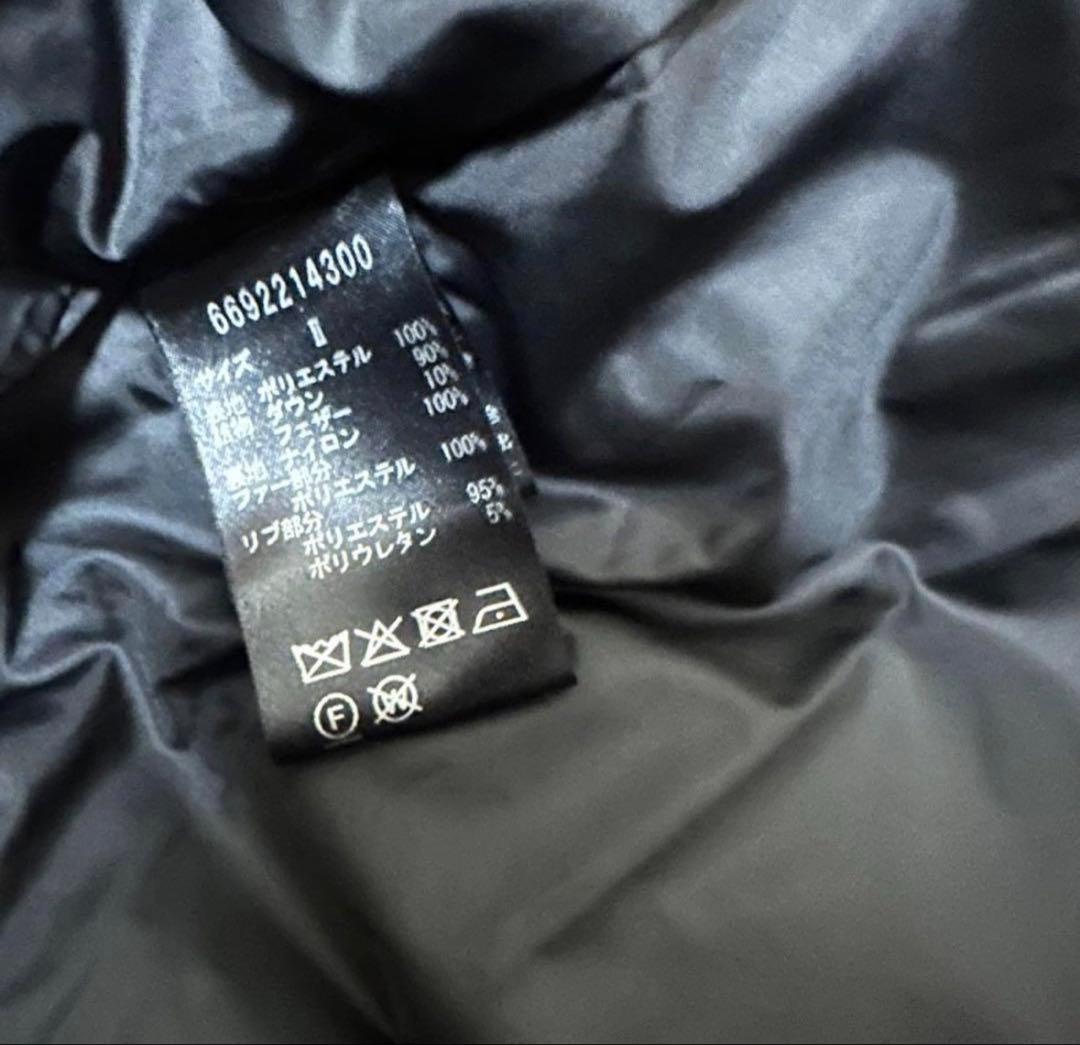 6692214300
サイズ Ⅱ
表地 ポリエステル 100%
詰物 ダウン 90%
フェザー 10%
裏地 ナイロン 100%
ファー部分
ポリエステル 100%
リブ部分
ポリエステル 95%
ポリウレタン 5%
F W